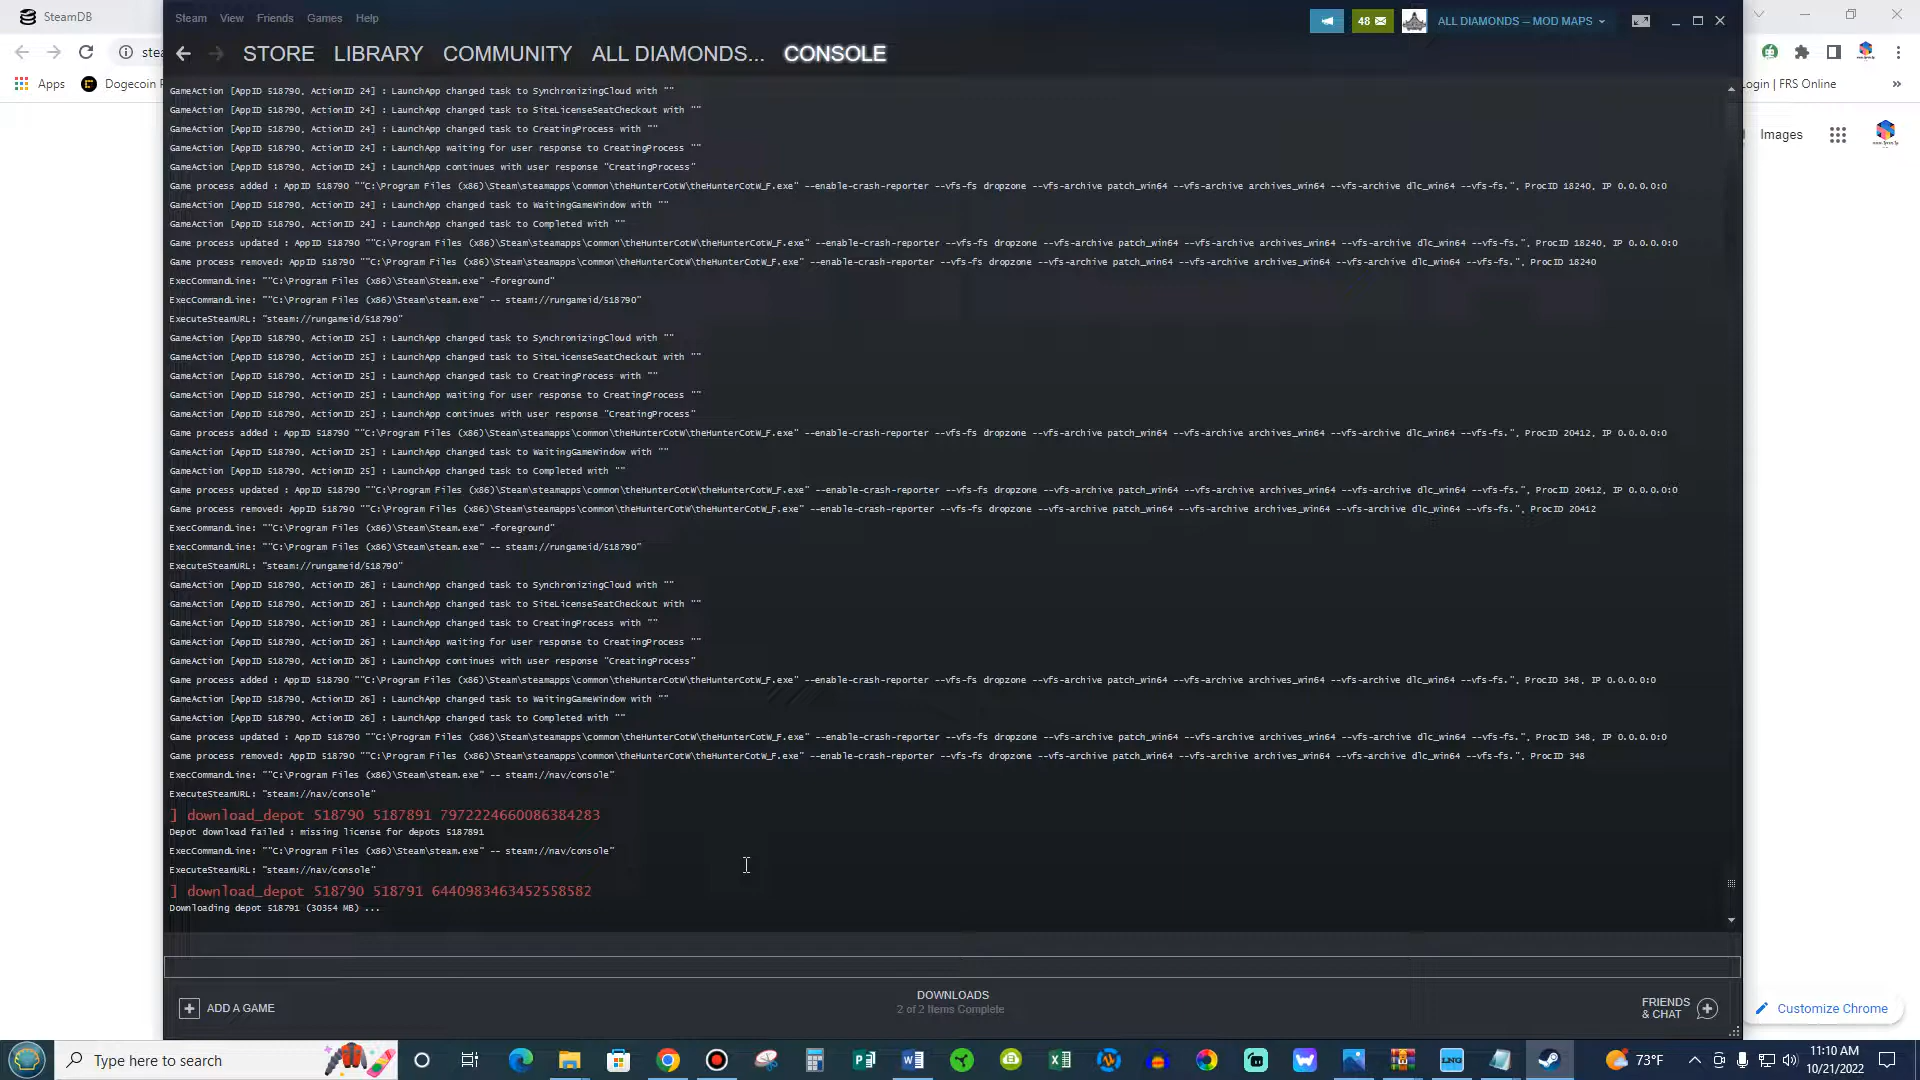 SteamDB
Steam View Friends Games Help
48
ALL DIAMONDS -- MOD MAPS
STORE LIBRARY COMMUNITY ALL DIAMONDS... CONSOLE
Apps
Dogecoin
Login | FRS Online
Images
GameAction [AppID 518790, ActionID 24] : LaunchApp changed task to SynchronizingCloud with ""
GameAction [AppID 518790, ActionID 24] : LaunchApp changed task to SiteLicenseSeatCheckout with ""
GameAction [AppID 518790, ActionID 24] : LaunchApp changed task to CreatingProcess with ""
GameAction [AppID 518790, ActionID 24] : LaunchApp waiting for user response to CreatingProcess ""
GameAction [AppID 518790, ActionID 24] : LaunchApp continues with user response "CreatingProcess"
Game process added : AppID 518790 ""C:\Program Files (x86)\Steam\steamapps\common\theHunterCotW\theHunterCotW_F.exe" --enable-crash-reporter --vfs-fs dropzone --vfs-archive patch_win64 --vfs-archive archives_win64 --vfs-archive dlc_win64 --vfs-fs.", ProcID 18240, IP 0.0.0.0:0
GameAction [AppID 518790, ActionID 24] : LaunchApp changed task to WaitingGameWindow with ""
GameAction [AppID 518790, ActionID 24] : LaunchApp changed task to Completed with ""
Game process updated : AppID 518790 ""C:\Program Files (x86)\Steam\steamapps\common\theHunterCotW\theHunterCotW_F.exe" --enable-crash-reporter --vfs-fs dropzone --vfs-archive patch_win64 --vfs-archive archives_win64 --vfs-archive dlc_win64 --vfs-fs.", ProcID 18240, IP 0.0.0.0:0
Game process removed: AppID 518790 ""C:\Program Files (x86)\Steam\steamapps\common\theHunterCotW\theHunterCotW_F.exe" --enable-crash-reporter --vfs-fs dropzone --vfs-archive patch_win64 --vfs-archive archives_win64 --vfs-archive dlc_win64 --vfs-fs.", ProcID 18240
ExecCommandLine: ""C:\Program Files (x86)\Steam\Steam.exe" -foreground"
ExecCommandLine: ""C:\Program Files (x86)\Steam\steam.exe" -- steam://rungameid/518790"
ExecuteSteamURL: "steam://rungameid/518790"
GameAction [AppID 518790, ActionID 25] : LaunchApp changed task to SynchronizingCloud with ""
GameAction [AppID 518790, ActionID 25] : LaunchApp changed task to SiteLicenseSeatCheckout with ""
GameAction [AppID 518790, ActionID 25] : LaunchApp changed task to CreatingProcess with ""
GameAction [AppID 518790, ActionID 25] : LaunchApp waiting for user response to CreatingProcess ""
GameAction [AppID 518790, ActionID 25] : LaunchApp continues with user response "CreatingProcess"
Game process added : AppID 518790 ""C:\Program Files (x86)\Steam\steamapps\common\theHunterCotW\theHunterCotW_F.exe" --enable-crash-reporter --vfs-fs dropzone --vfs-archive patch_win64 --vfs-archive archives_win64 --vfs-archive dlc_win64 --vfs-fs.", ProcID 20412, IP 0.0.0.0:0
GameAction [AppID 518790, ActionID 25] : LaunchApp changed task to WaitingGameWindow with ""
GameAction [AppID 518790, ActionID 25] : LaunchApp changed task to Completed with ""
Game process updated : AppID 518790 ""C:\Program Files (x86)\Steam\steamapps\common\theHunterCotW\theHunterCotW_F.exe" --enable-crash-reporter --vfs-fs dropzone --vfs-archive patch_win64 --vfs-archive archives_win64 --vfs-archive dlc_win64 --vfs-fs.", ProcID 20412, IP 0.0.0.0:0
Game process removed: AppID 518790 ""C:\Program Files (x86)\Steam\steamapps\common\theHunterCotW\theHunterCotW_F.exe" --enable-crash-reporter --vfs-fs dropzone --vfs-archive patch_win64 --vfs-archive archives_win64 --vfs-archive dlc_win64 --vfs-fs.", ProcID 20412
ExecCommandLine: ""C:\Program Files (x86)\Steam\Steam.exe" -foreground"
ExecCommandLine: ""C:\Program Files (x86)\Steam\steam.exe" -- steam://rungameid/518790"
ExecuteSteamURL: "steam://rungameid/518790"
GameAction [AppID 518790, ActionID 26] : LaunchApp changed task to SynchronizingCloud with ""
GameAction [AppID 518790, ActionID 26] : LaunchApp changed task to SiteLicenseSeatCheckout with ""
GameAction [AppID 518790, ActionID 26] : LaunchApp changed task to CreatingProcess with ""
GameAction [AppID 518790, ActionID 26] : LaunchApp waiting for user response to CreatingProcess ""
GameAction [AppID 518790, ActionID 26] : LaunchApp continues with user response "CreatingProcess"
Game process added : AppID 518790 ""C:\Program Files (x86)\Steam\steamapps\common\theHunterCotW\theHunterCotW_F.exe" --enable-crash-reporter --vfs-fs dropzone --vfs-archive patch_win64 --vfs-archive archives_win64 --vfs-archive dlc_win64 --vfs-fs.", ProcID 348, IP 0.0.0.0:0
GameAction [AppID 518790, ActionID 26] : LaunchApp changed task to WaitingGameWindow with ""
GameAction [AppID 518790, ActionID 26] : LaunchApp changed task to Completed with ""
Game process updated : AppID 518790 ""C:\Program Files (x86)\Steam\steamapps\common\theHunterCotW\theHunterCotW_F.exe" --enable-crash-reporter --vfs-fs dropzone --vfs-archive patch_win64 --vfs-archive archives_win64 --vfs-archive dlc_win64 --vfs-fs.", ProcID 348, IP 0.0.0.0:0
Game process removed: AppID 518790 ""C:\Program Files (x86)\Steam\steamapps\common\theHunterCotW\theHunterCotW_F.exe" --enable-crash-reporter --vfs-fs dropzone --vfs-archive patch_win64 --vfs-archive archives_win64 --vfs-archive dlc_win64 --vfs-fs.", ProcID 348
ExecCommandLine: ""C:\Program Files (x86)\Steam\steam.exe" -- steam://nav/console"
ExecuteSteamURL: "steam://nav/console"
] download_depot 518790 5187891 7972224660086384283
Depot download failed : missing license for depots 5187891
ExecCommandLine: ""C:\Program Files (x86)\Steam\steam.exe" -- steam://nav/console"
ExecuteSteamURL: "steam://nav/console"
] download_depot 518790 518791 6440983463452558582
Downloading depot 518791 (30354 MB) ...
ADD A GAME
DOWNLOADS
2 of 2 Items Complete
FRIENDS
& CHAT
Customize Chrome
Type here to search
73°F
11:10 AM
10/21/2022